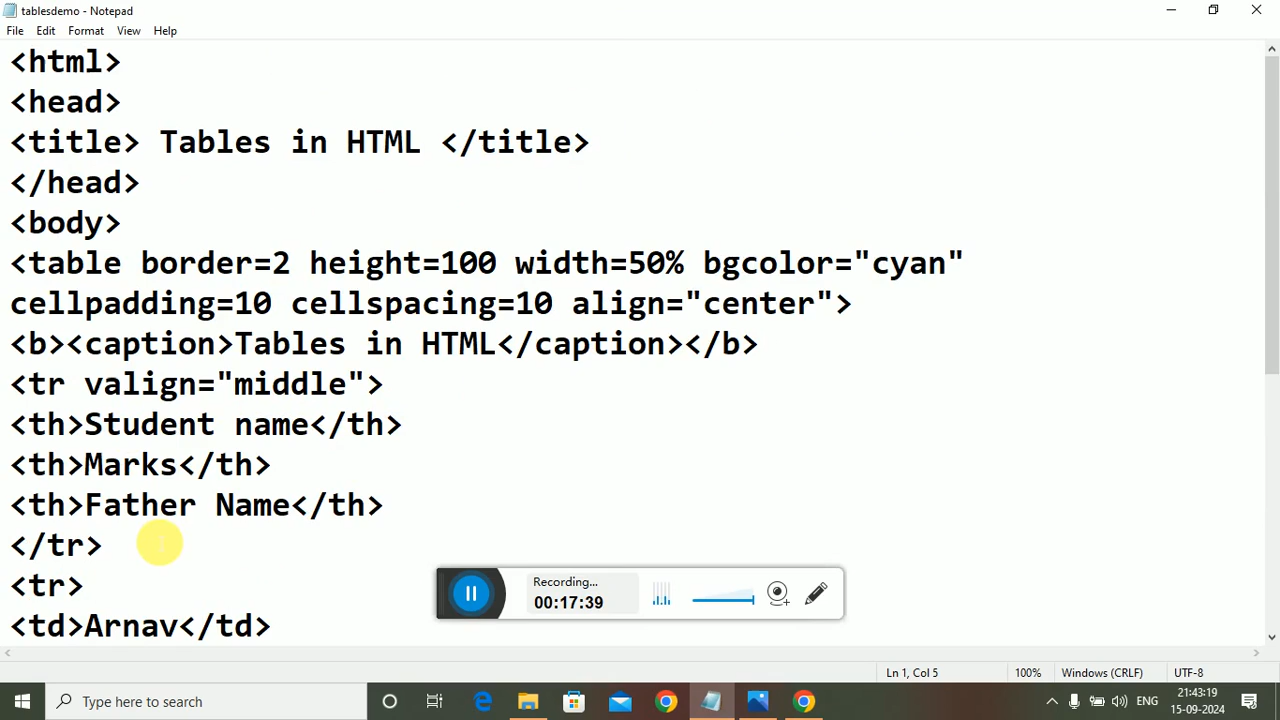 tablesdemo - Notepad
File Edit Format View Help
<html>
<head>
<title> Tables in HTML </title>
</head>
<body>
<table border=2 height=100 width=50% bgcolor="cyan"
cellpadding=10 cellspacing=10 align="center">
<b><caption>Tables in HTML</caption></b>
<tr valign="middle">
<th>Student name</th>
<th>Marks</th>
<th>Father Name</th>
</tr>
<tr>
<td>Arnav</td>
Recording...
00:17:39
Ln 1, Col 5 100% Windows (CRLF) UTF-8
Type here to search
ENG
21:43:19
15-09-2024